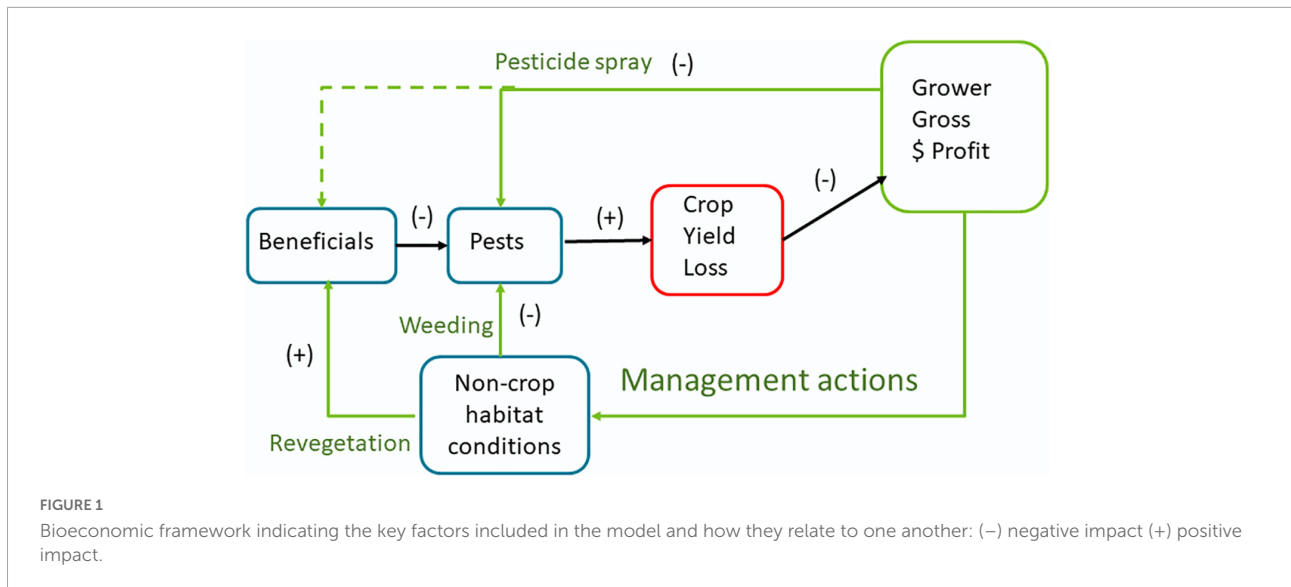 Pesticide spray (-)
Grower
Gross
$ Profit
(-)
Beneficials
(-)
Pests
(+)
Crop
Yield
Loss
Weeding
(-)
(+)
Non-crop
habitat
conditions
Management actions
Revegetation
FIGURE 1
Bioeconomic framework indicating the key factors included in the model and how they relate to one another: (−) negative impact (+) positive
impact.